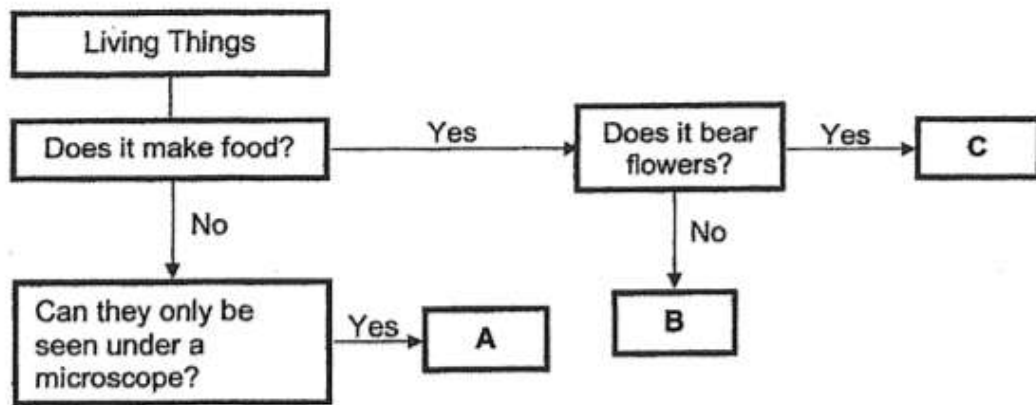 Living Things
Does it make food?
Yes
Does it bear
flowers?
Yes
C
No
No
Can they only be
seen under a
microscope?
Yes
A
B